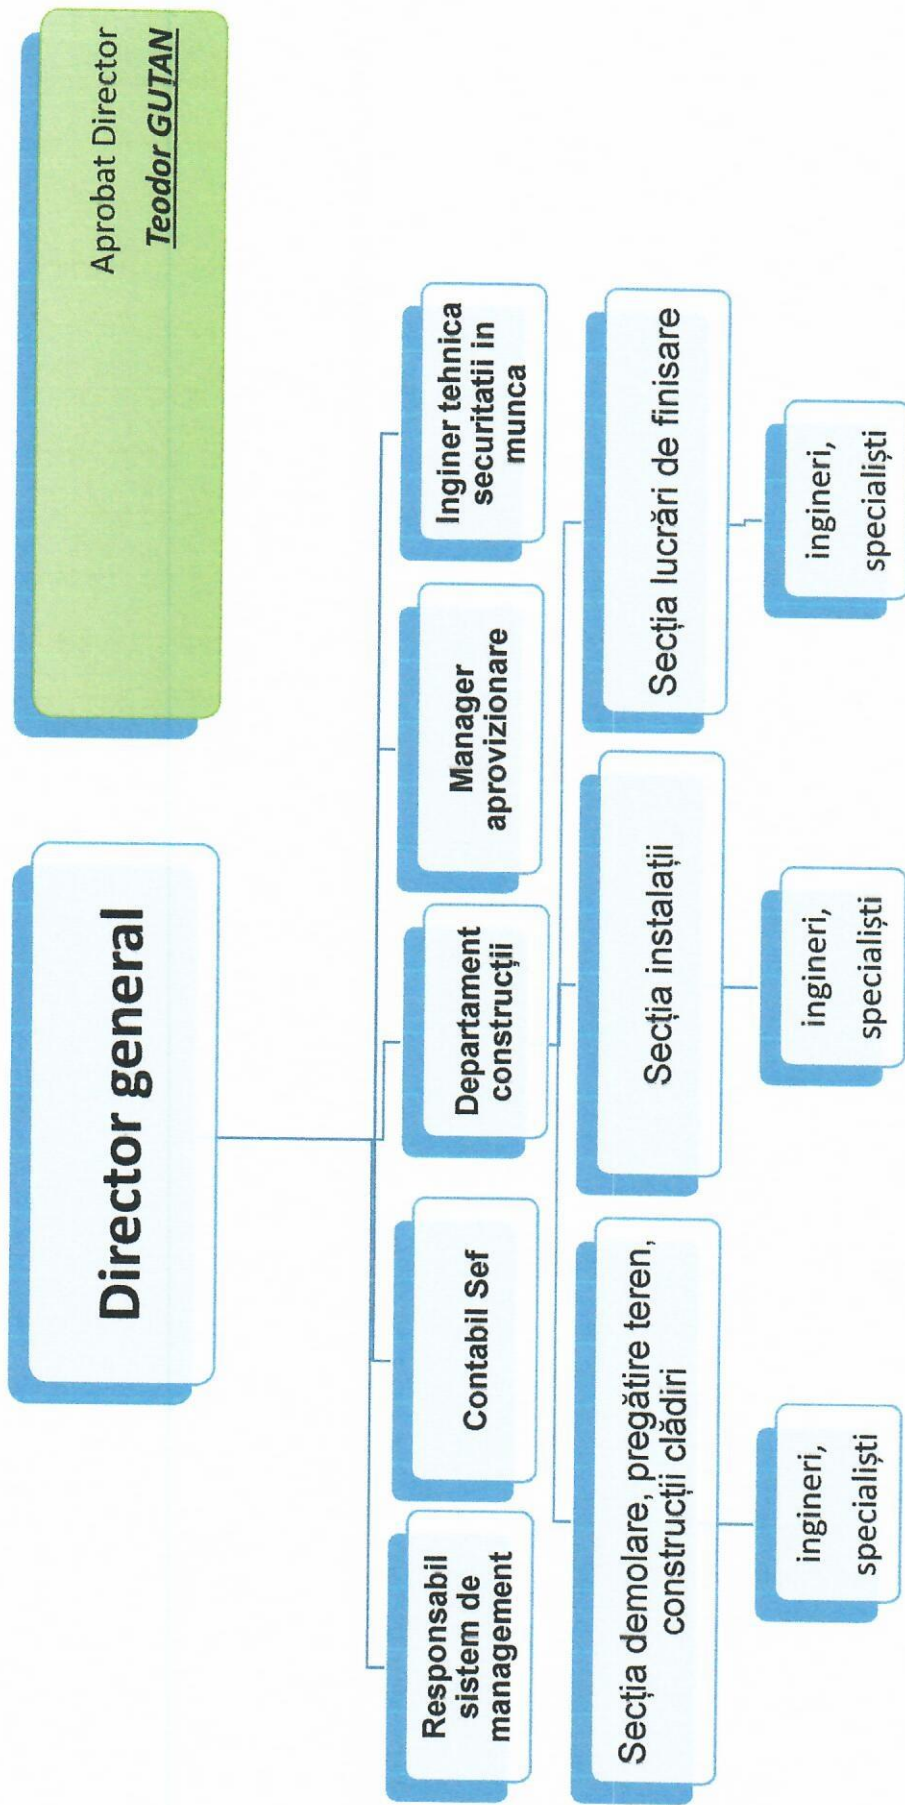 Aprobat Director
Teodor GUȚAN
Director general
Responsabil
sistem de
management
Contabil Sef
Departament
construcții
Manager
aprovizionare
Inginer tehnica
securitatii in
munca
Secția demolare, pregătire teren,
construcții clădiri
Secția instalații
Secția lucrări de finisare
ingineri,
specialiști
ingineri,
specialiști
ingineri,
specialiști